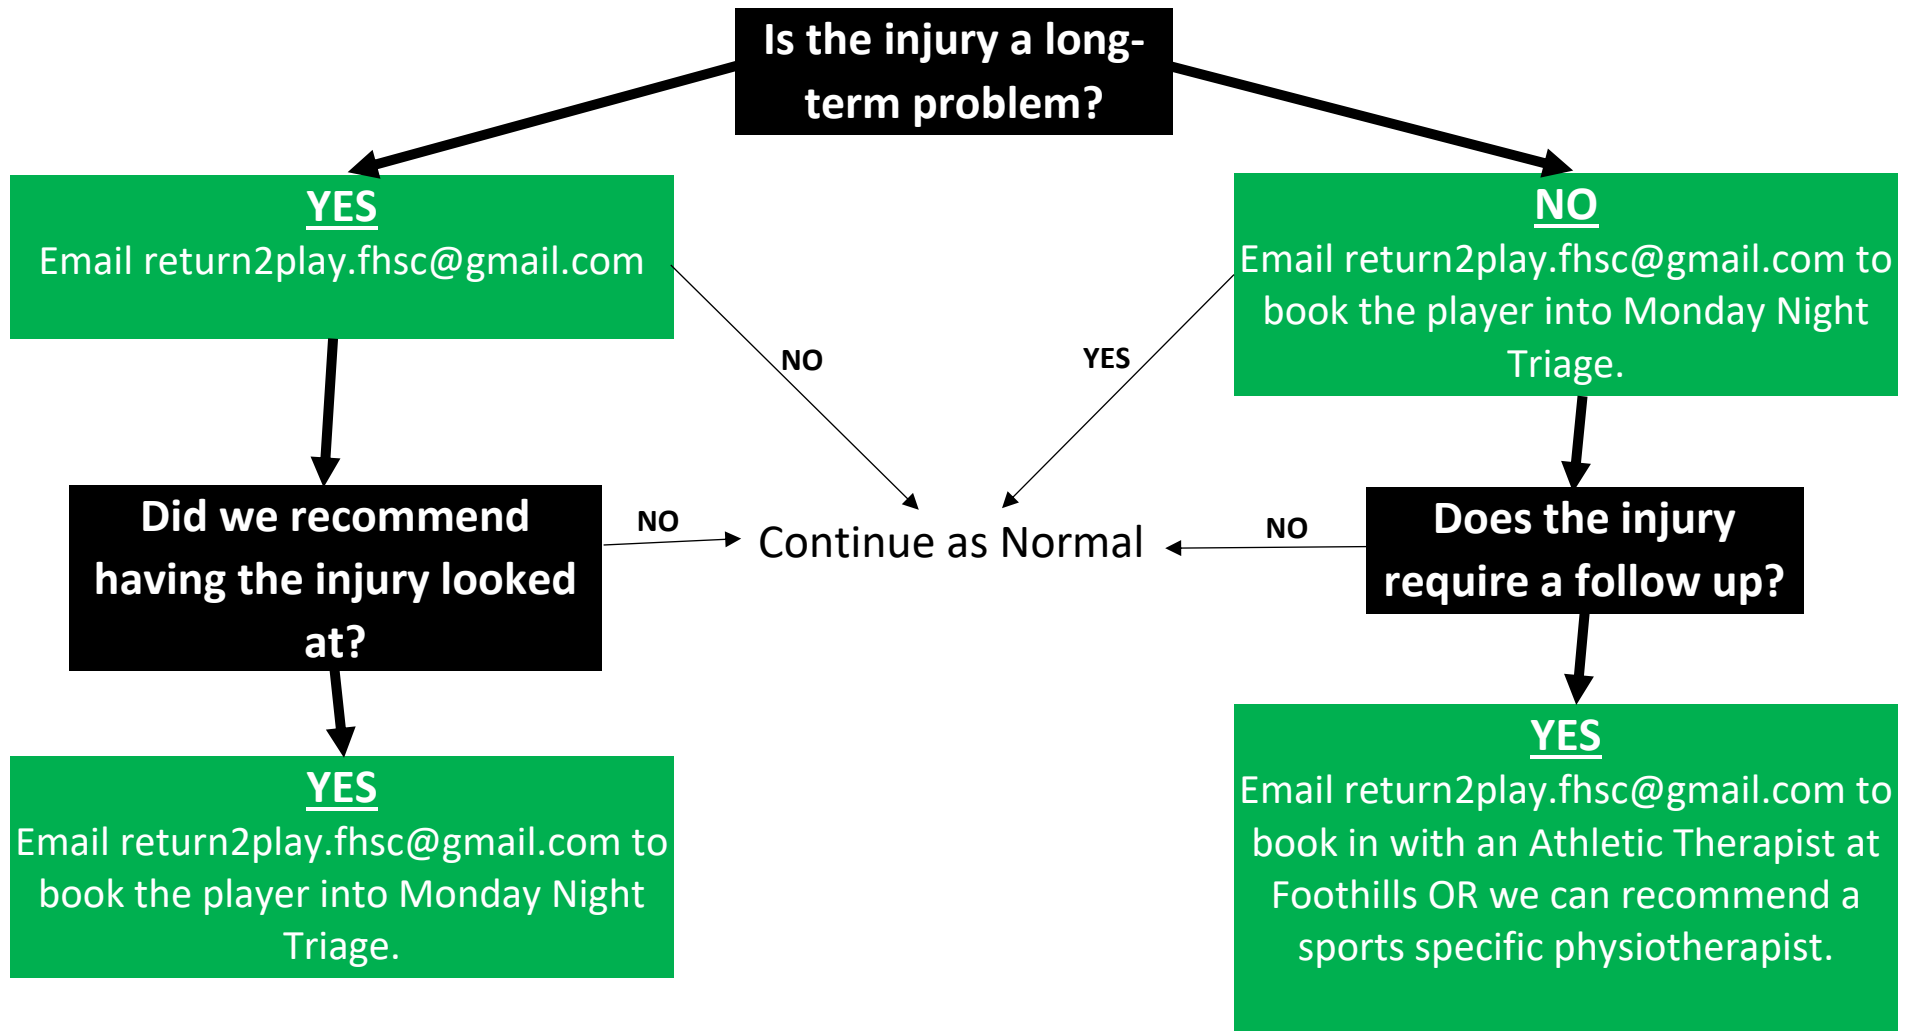 Is the injury a long-
term problem?
YES
Email return2play.fhsc@gmail.com
NO
Email return2play.fhsc@gmail.com to
book the player into Monday Night
Triage.
NO
YES
Did we recommend
having the injury looked
at?
NO
Continue as Normal
NO
Does the injury
require a follow up?
YES
Email return2play.fhsc@gmail.com to
book the player into Monday Night
Triage.
YES
Email return2play.fhsc@gmail.com to
book in with an Athletic Therapist at
Foothills OR we can recommend a
sports specific physiotherapist.